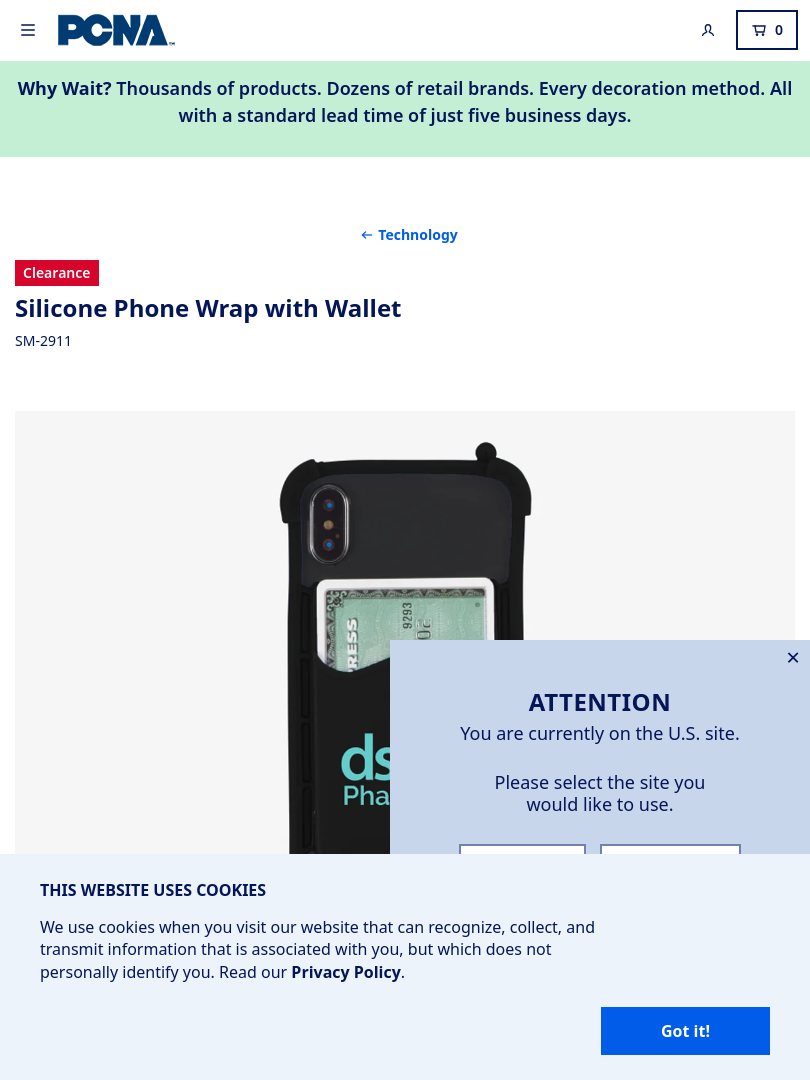 PCNA
0
Why Wait? Thousands of products. Dozens of retail brands. Every decoration method. All
with a standard lead time of just five business days.
← Technology
Clearance
Silicone Phone Wrap with Wallet
SM-2911
9293
ATTENTION
You are currently on the U.S. site.
Please select the site you
would like to use.
THIS WEBSITE USES COOKIES
We use cookies when you visit our website that can recognize, collect, and
transmit information that is associated with you, but which does not
personally identify you. Read our Privacy Policy.
Got it!